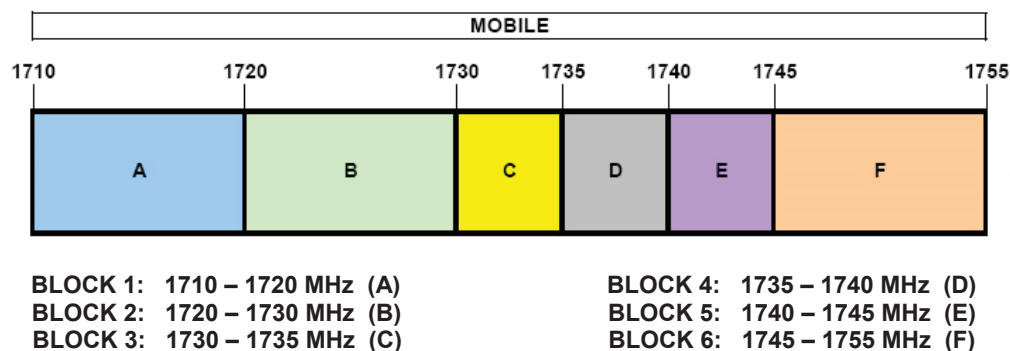 MOBILE
1710 1720 1730 1735 1740 1745 1755
A B C D E F
BLOCK 1: 1710 – 1720 MHz (A)
BLOCK 2: 1720 – 1730 MHz (B)
BLOCK 3: 1730 – 1735 MHz (C)
BLOCK 4: 1735 – 1740 MHz (D)
BLOCK 5: 1740 – 1745 MHz (E)
BLOCK 6: 1745 – 1755 MHz (F)